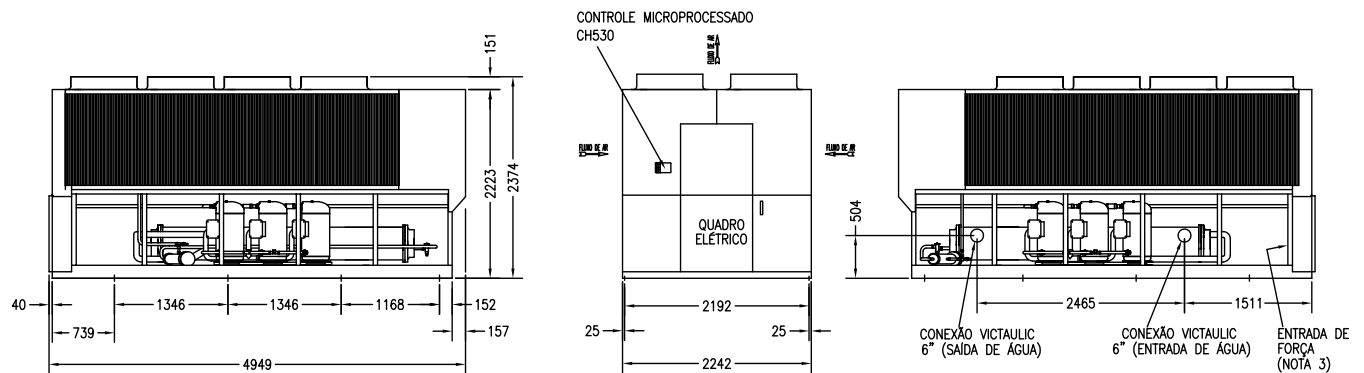 CONTROLE MICROPROCESSADO
CH530
151
2223
2374
40
1346
1346
1168
152
739
157
4949
FLUXO DE AR
FLUXO DE AR
FLUXO DE AR
QUADRO
ELÉTRICO
2192
25
25
2242
504
2465
1511
CONEXÃO VICTAULIC
6" (SAÍDA DE ÁGUA)
CONEXÃO VICTAULIC
6" (ENTRADA DE ÁGUA)
ENTRADA DE
FORÇA
(NOTA 3)